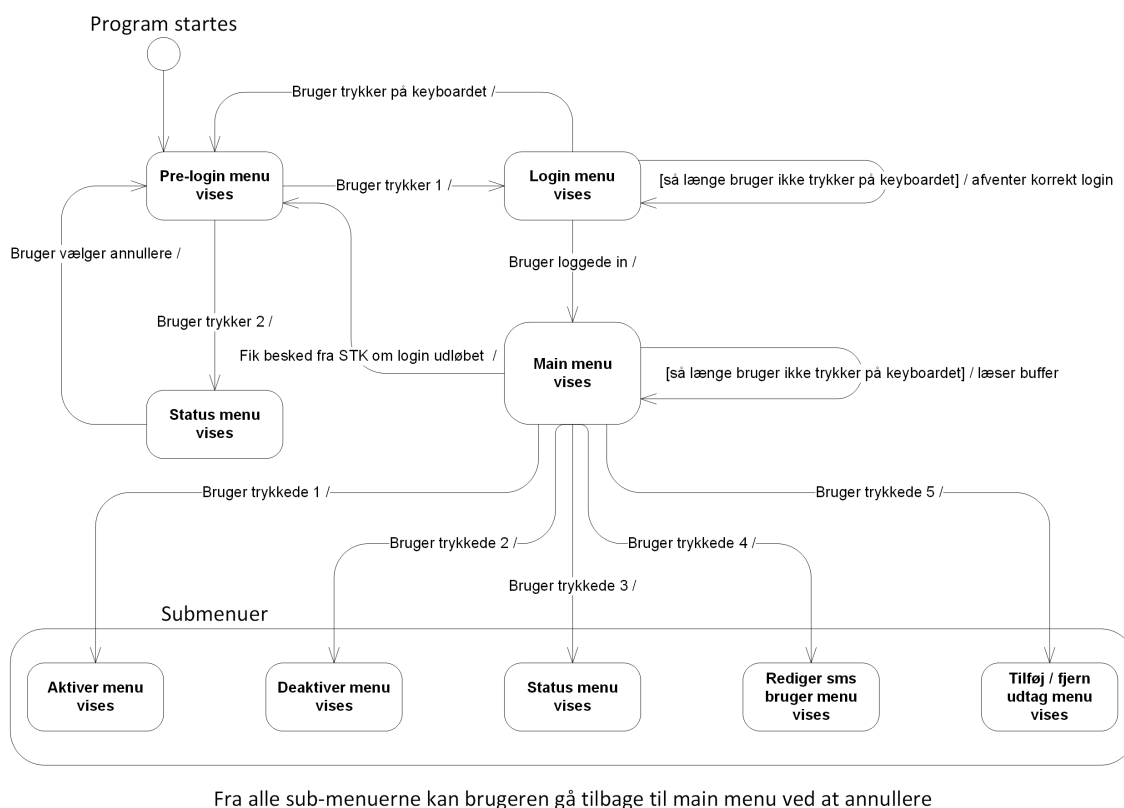 Program startes
Bruger trykker på keyboardet /
Pre-login menu
vises
Bruger trykker 1 /
Login menu
vises
[så længe bruger ikke trykker på keyboardet] / afventer korrekt login
Bruger vælger annullere /
Bruger loggede in /
Bruger trykker 2 /
Fik besked fra STK om login udløbet /
Main menu
vises
[så længe bruger ikke trykker på keyboardet] / læser buffer
Status menu
vises
Bruger trykkede 1 /
Bruger trykkede 5 /
Bruger trykkede 2 /
Bruger trykkede 4 /
Bruger trykkede 3 /
Submenuer
Aktiver menu
vises
Deaktiver menu
vises
Status menu
vises
Rediger sms
bruger menu
vises
Tilføj / fjern
udtag menu
vises
Fra alle sub-menuerne kan brugeren gå tilbage til main menu ved at annullere